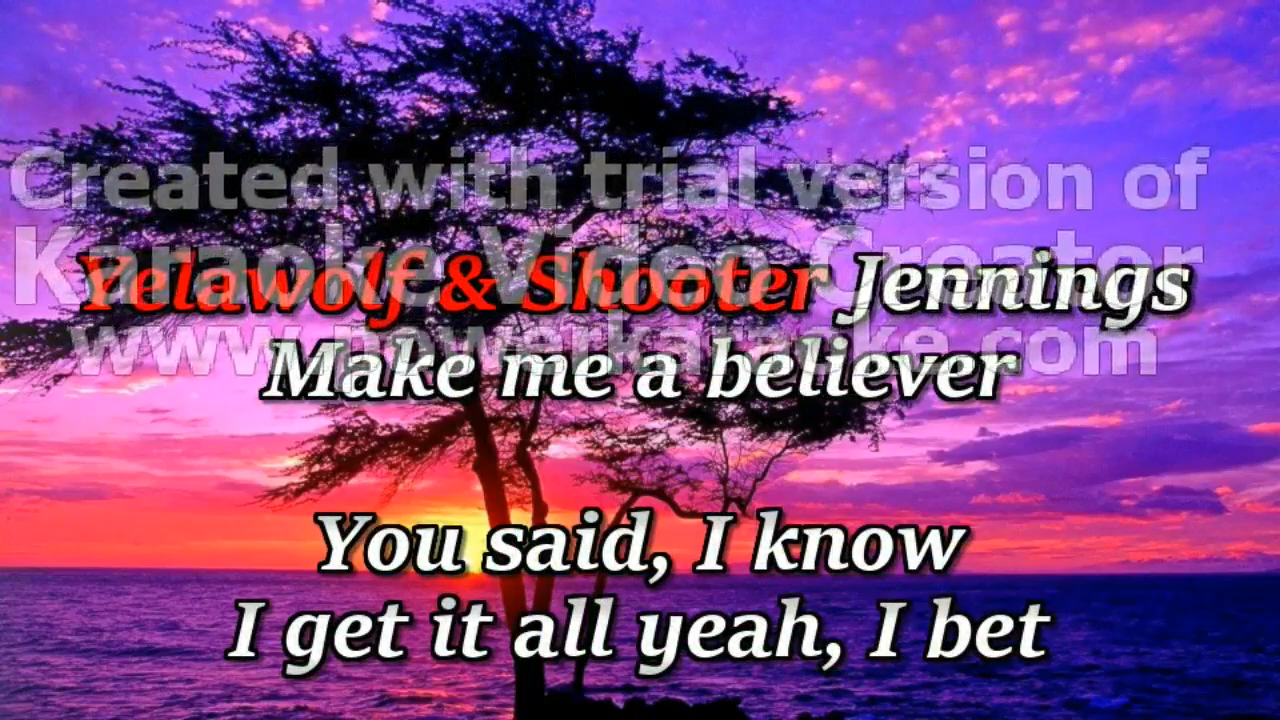 Created with trial version of
Karaoke Video Creator
Yelawolf & Shooter Jennings
www.powerkaraoke.com
Make me a believer
You said, I know
I get it all yeah, I bet